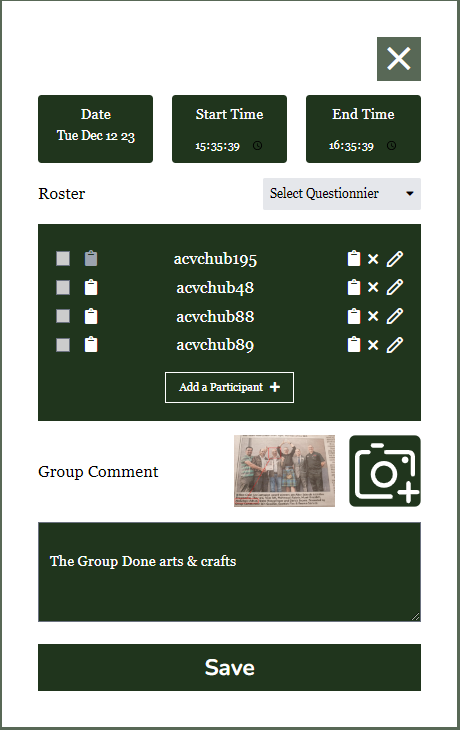 Date
Tue Dec 12 23
Start Time
15:35:39
End Time
16:35:39
Roster
Select Questionnier
acvchub195
acvchub48
acvchub88
acvchub89
Add a Participant +
Group Comment
The Group Done arts & crafts
Save